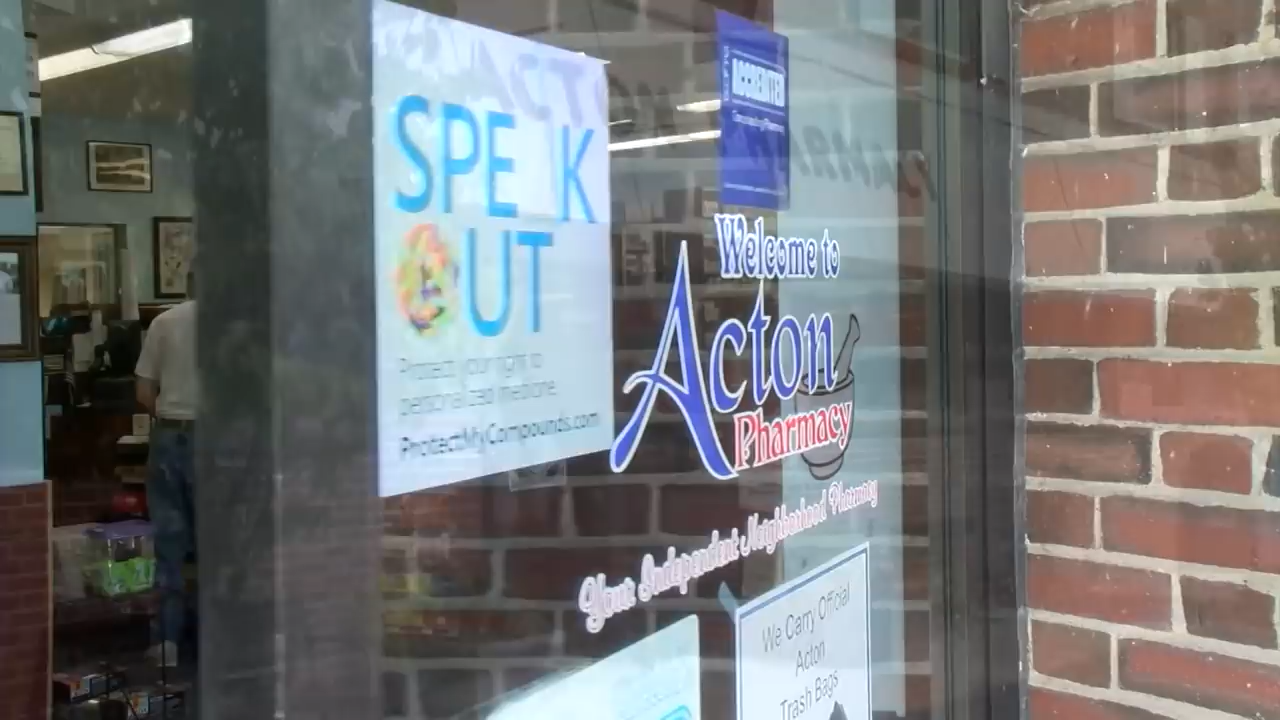 SPE K
UT
Protect your right to
personalized medicine.
ProtectMyCompounds.com
ACCREDITED
Welcome to
Acton
Pharmacy
Your Independent Neighborhood Pharmacy
We Carry Official
Acton
Trash Bags